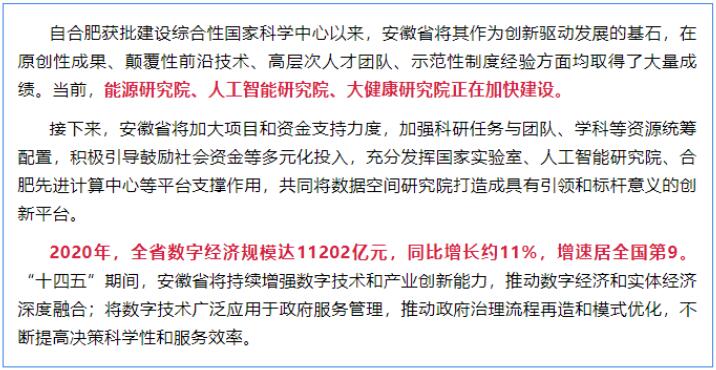 自合肥获批建设综合性国家科学中心以来，安徽省将其作为创新驱动发展的基石，在
原创性成果、颠覆性前沿技术、高层次人才团队、示范性制度经验方面均取得了大量成
绩。当前，能源研究院、人工智能研究院、大健康研究院正在加快建设。
接下来，安徽省将加大项目和资金支持力度，加强科研任务与团队、学科等资源统筹
配置，积极引导鼓励社会资金等多元化投入，充分发挥国家实验室、人工智能研究院、合
肥先进计算中心等平台支撑作用，共同将数据空间研究院打造成具有引领和标杆意义的创
新平台。
2020年，全省数字经济规模达11202亿元，同比增长约11%，增速居全国第9。
“十四五”期间，安徽省将持续增强数字技术和产业创新能力，推动数字经济和实体经济
深度融合；将数字技术广泛应用于政府服务管理，推动政府治理流程再造和模式优化，不
断提高决策科学性和服务效率。